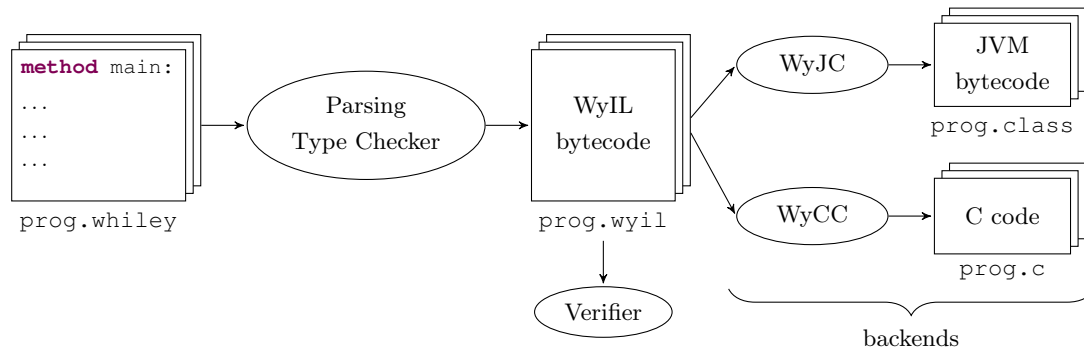 method main:
...
...
...
prog.whiley
Parsing
Type Checker
WyIL
bytecode
prog.wyil
Verifier
WyJC
JVM
bytecode
prog.class
WyCC
C code
prog.c
backends